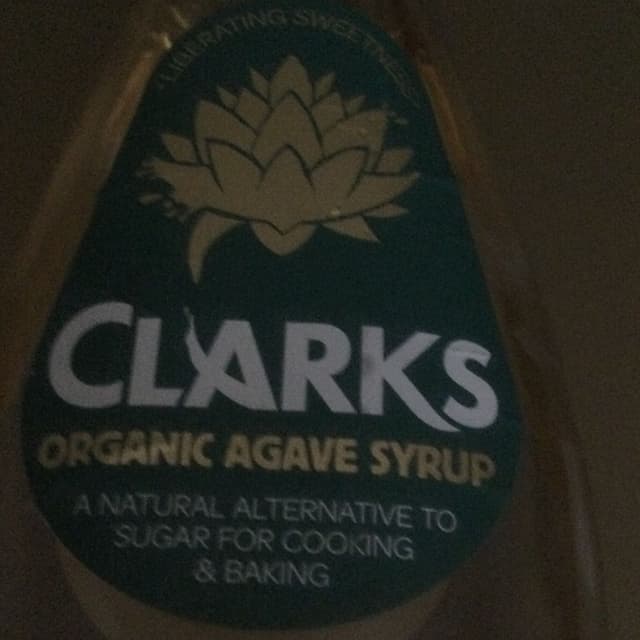 LIBERATING SWEETNESS
CLARKS
ORGANIC AGAVE SYRUP
A NATURAL ALTERNATIVE TO
SUGAR FOR COOKING
& BAKING